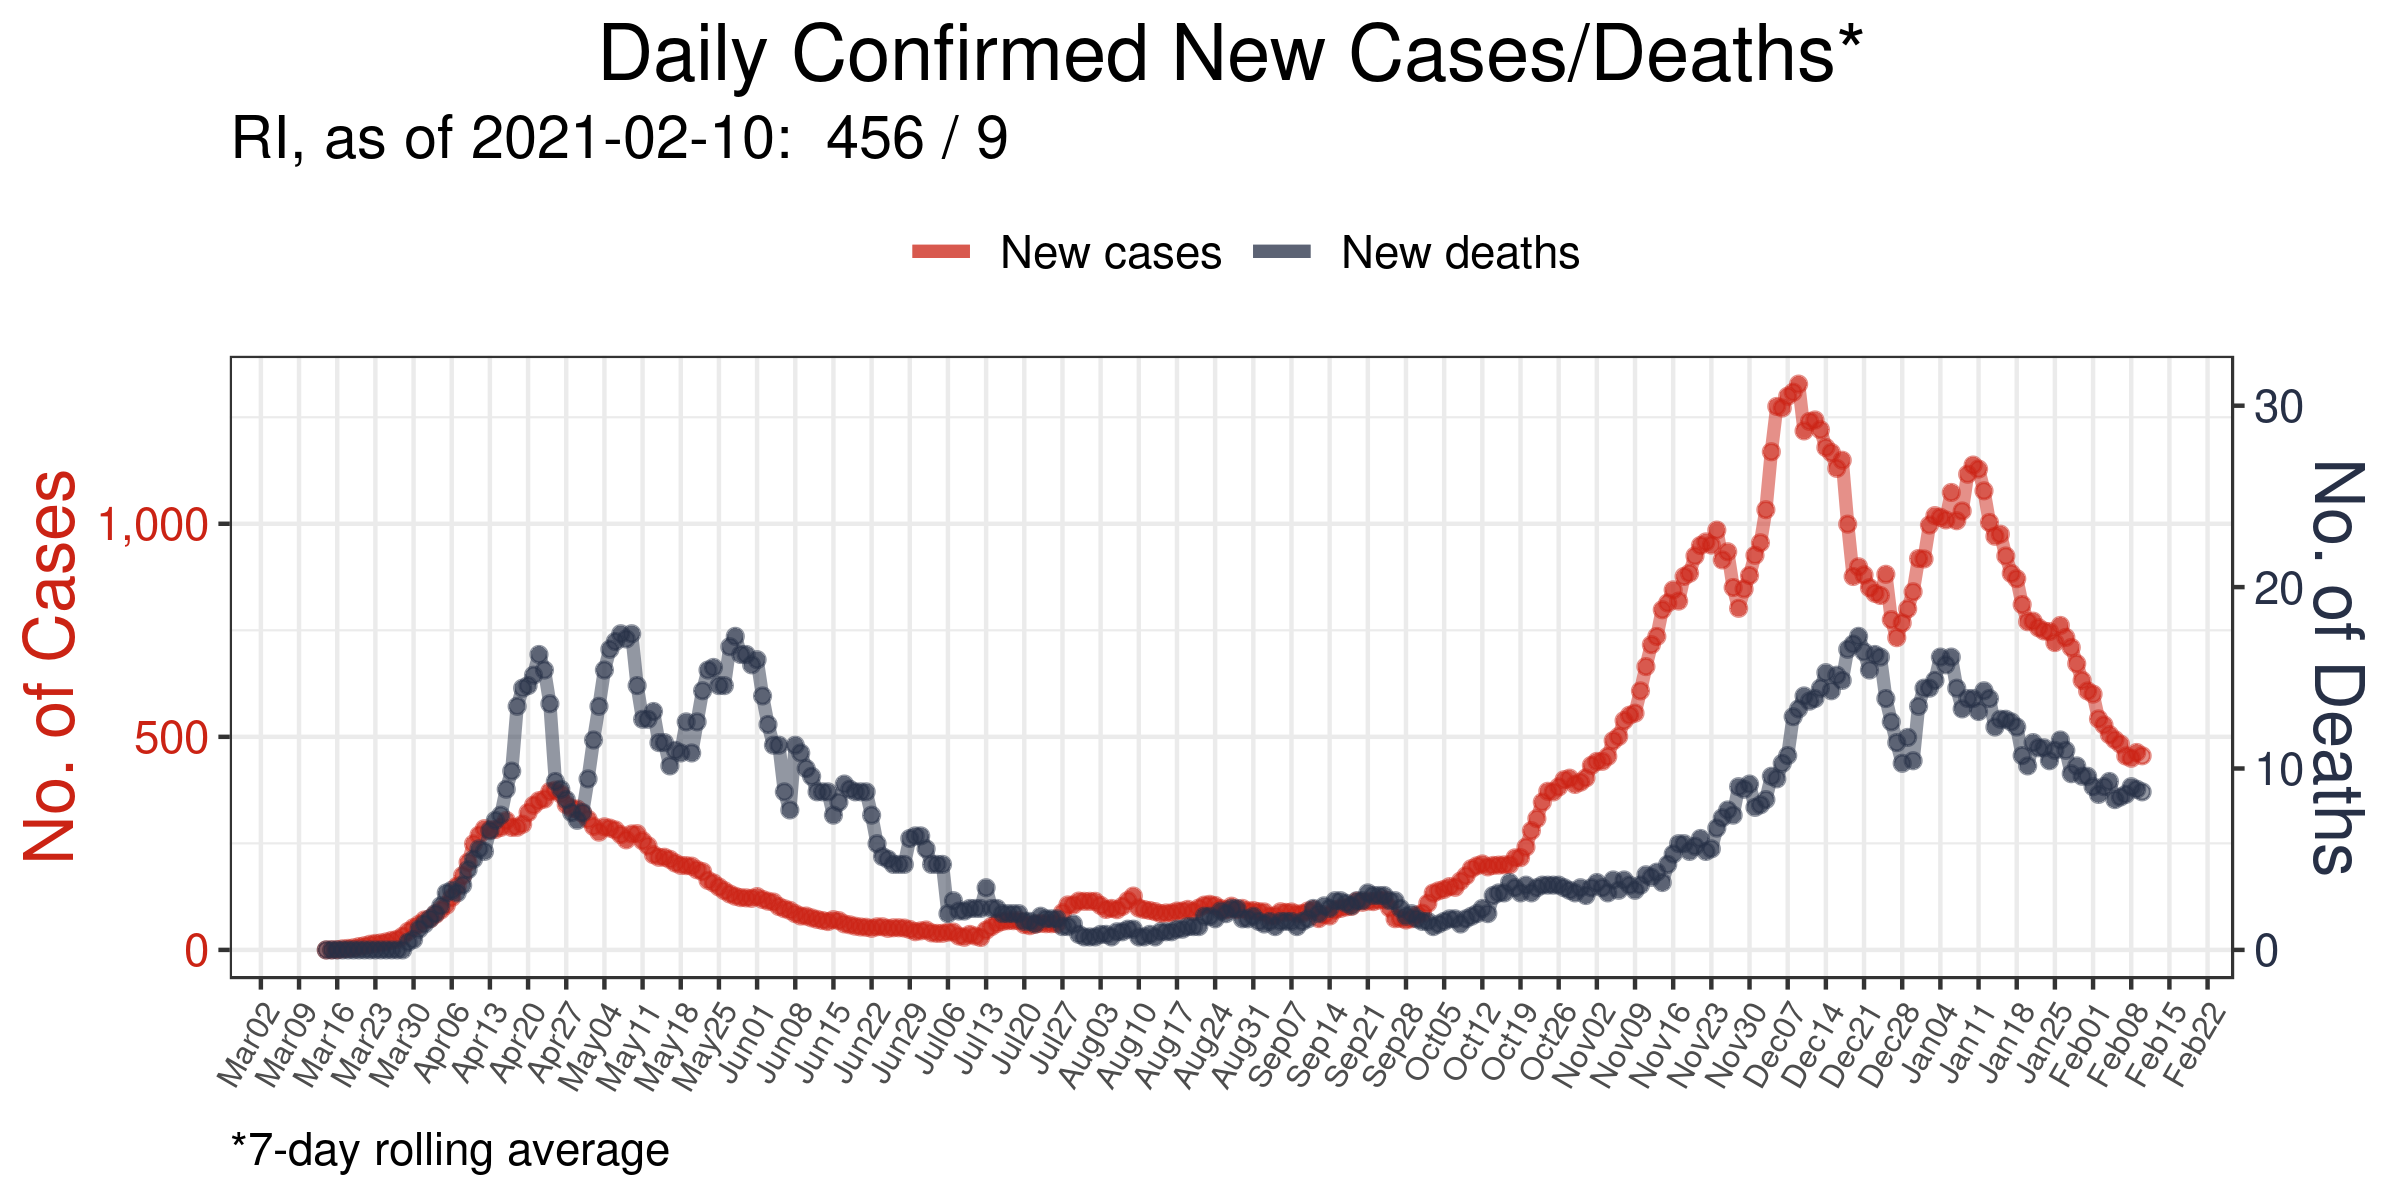 Daily Confirmed New Cases/Deaths*
RI, as of 2021-02-10:  456 / 9
New cases New deaths
No. of Cases
1,000
500
0
30
20
10
0
No. of Deaths
Mar02 Mar09 Mar16 Mar23 Mar30 Apr06 Apr13 Apr20 Apr27 May04 May11 May18 May25 Jun01 Jun08 Jun15 Jun22 Jun29 Jul06 Jul13 Jul20 Jul27 Aug03 Aug10 Aug17 Aug24 Aug31 Sep07 Sep14 Sep21 Sep28 Oct05 Oct12 Oct19 Oct26 Nov02 Nov09 Nov16 Nov23 Nov30 Dec07 Dec14 Dec21 Dec28 Jan04 Jan11 Jan18 Jan25 Feb01 Feb08 Feb15 Feb22
*7-day rolling average